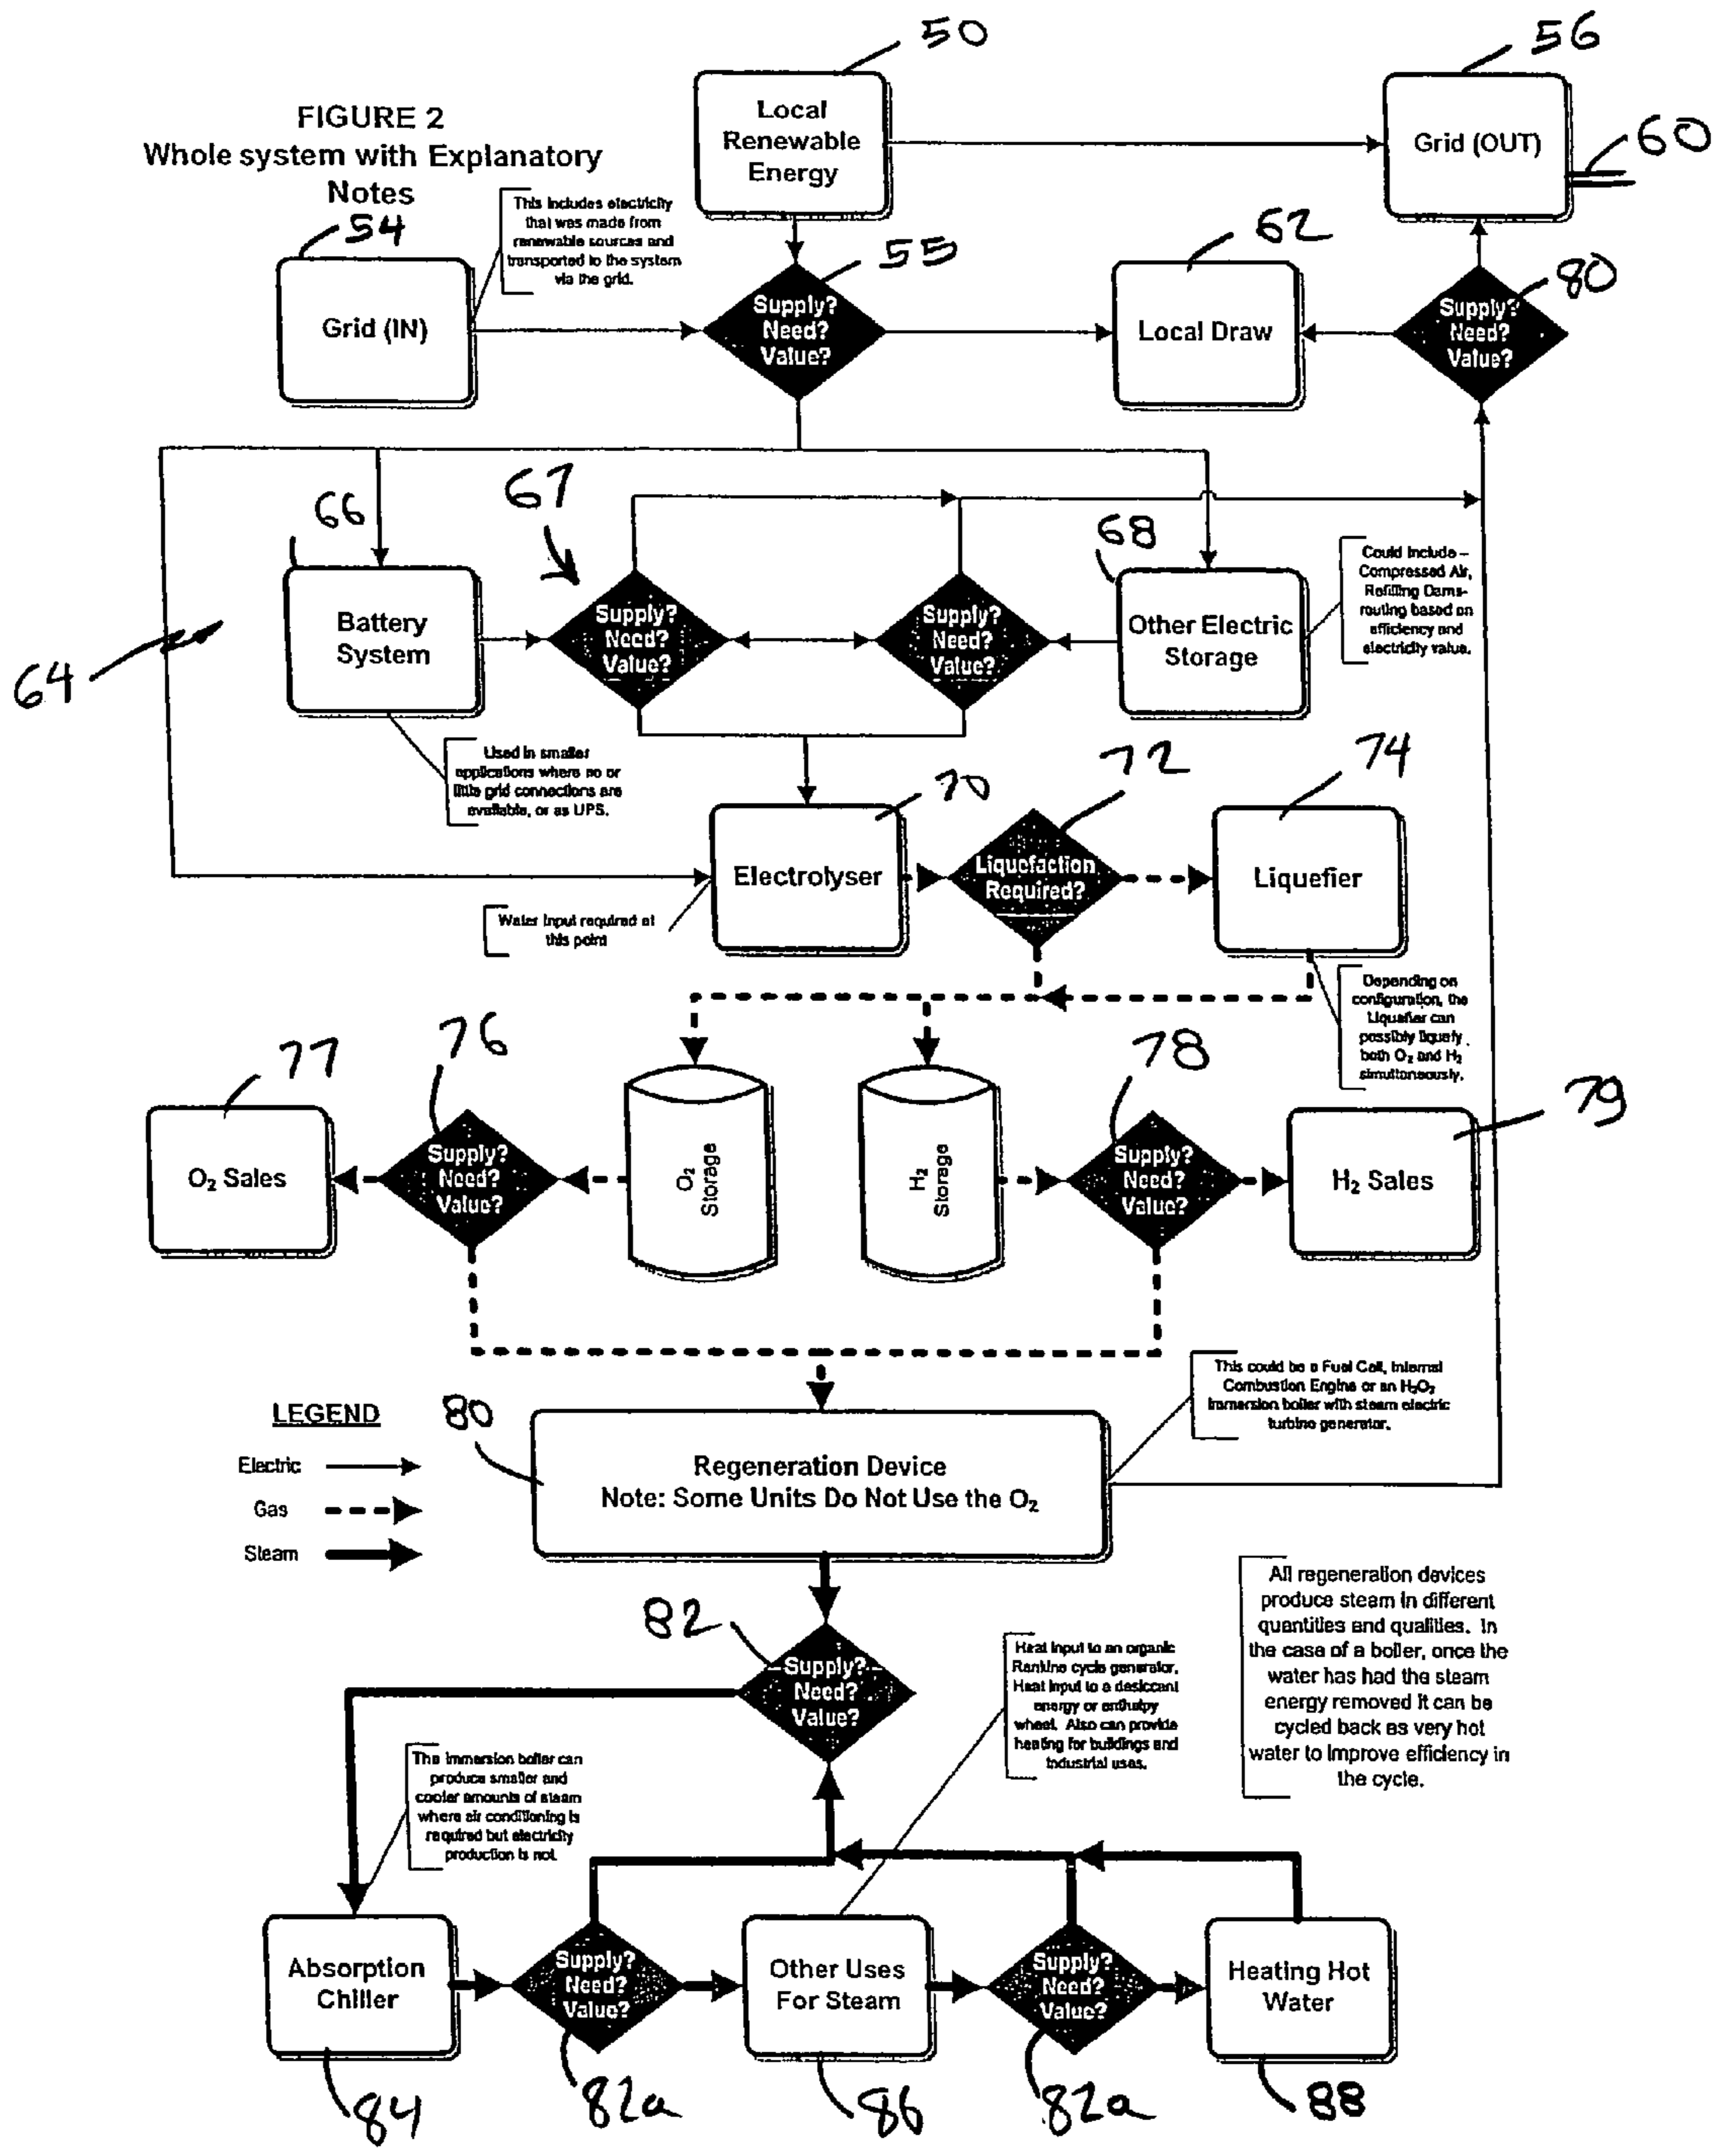 50
56
FIGURE 2
Whole system with Explanatory
Notes
Local
Renewable
Energy
Grid (OUT)
60
54
This includes electricity
that was made from
renewable sources and
transported to the system
via the grid.
55
62
80
Grid (IN)
Supply?
Need?
Value?
Local Draw
Supply?
Need?
Value?
66
67
68
64
Battery
System
Supply?
Need?
Value?
Supply?
Need?
Value?
Other Electric
Storage
Could include –
Compressed Air,
Refilling Dams-
routing based on
efficiency and
electricity value.
Used in smaller
applications where no or
little grid connections are
available, or as UPS.
70
72
74
Electrolyser
Liquefaction
Required?
Liquefier
Water Input required at
this point
Depending on
configuration, the
Liquefier can
possibly liquefy
both O₂ and H₂
simultaneously.
77
76
78
79
O₂ Sales
Supply?
Need?
Value?
O₂
Storage
H₂
Storage
Supply?
Need?
Value?
H₂ Sales
This could be a Fuel Cell, Internal
Combustion Engine or an H₂O₂
Immersion boiler with steam electric
turbine generator.
LEGEND
Electric
Gas
Steam
80
Regeneration Device
Note: Some Units Do Not Use the O₂
82
Supply?
Need?
Value?
Heat Input to an organic
Rankine cycle generator.
Heat Input to a desiccant
energy or enthalpy
wheel. Also can provide
heating for buildings and
industrial uses.
All regeneration devices
produce steam in different
quantities and qualities. In
the case of a boiler, once the
water has had the steam
energy removed it can be
cycled back as very hot
water to improve efficiency in
the cycle.
The immersion boiler can
produce smaller and
cooler amounts of steam
where air conditioning is
required but electricity
production is not.
Absorption
Chiller
Supply?
Need?
Value?
Other Uses
For Steam
Supply?
Need?
Value?
Heating Hot
Water
84
82a
86
82a
88